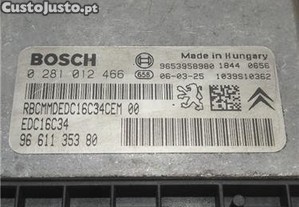 CustoJusto.pt
BOSCH
Made in Hungary
9653958980 1844 0656
0 281 012 466 658 06-03-25 1039S10362
RBCMMDEDC16C34CEM 00
EDC16C34
96 611 353 80